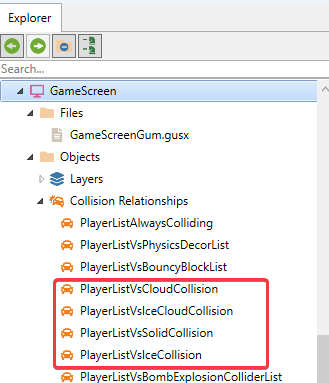 Explorer
Search...
GameScreen
Files
GameScreenGum.gusx
Objects
Layers
Collision Relationships
PlayerListAlwaysColliding
PlayerListVsPhysicsDecorList
PlayerListVsBouncyBlockList
PlayerListVsCloudCollision
PlayerListVsIceCloudCollision
PlayerListVsSolidCollision
PlayerListVsIceCollision
PlayerListVsBombExplosionColliderList